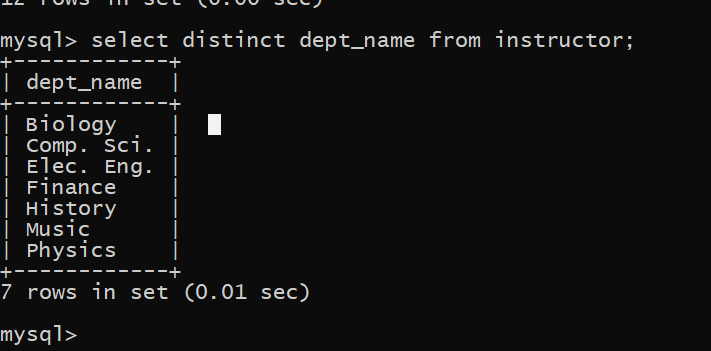 12 rows in set (0.00 sec)
mysql> select distinct dept_name from instructor;
+------------+
| dept_name  |
+------------+
| Biology    |
| Comp. Sci. |
| Elec. Eng. |
| Finance    |
| History    |
| Music      |
| Physics    |
+------------+
7 rows in set (0.01 sec)
mysql>